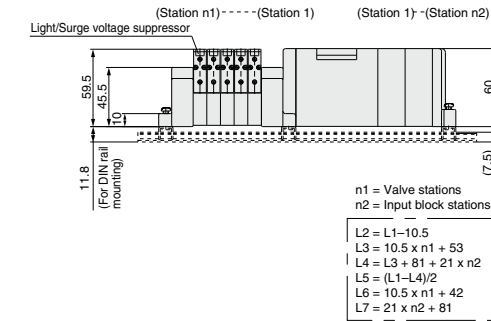 (Station n1)-----(Station 1)
(Station 1)--(Station n2)
Light/Surge voltage suppressor
59.5
45.5
10
60
11.8
(For DIN rail
mounting)
(7.5)
n1 = Valve stations
n2 = Input block stations
L2 = L1–10.5
L3 = 10.5 x n1 + 53
L4 = L3 + 81 + 21 x n2
L5 = (L1–L4)/2
L6 = 10.5 x n1 + 42
L7 = 21 x n2 + 81